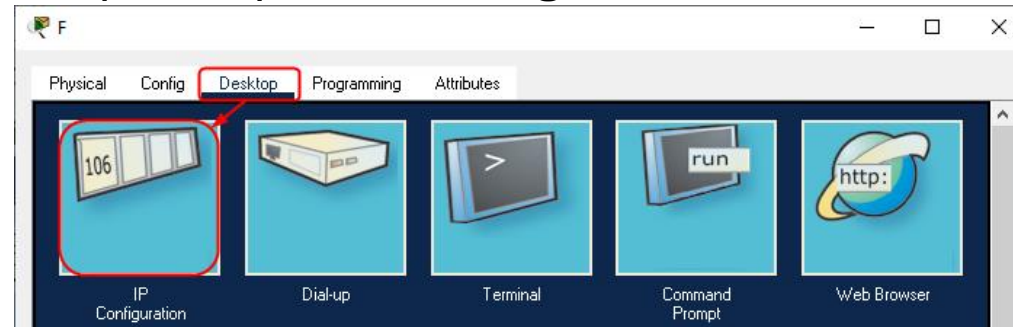 F
Physical Config Desktop Programming Attributes
106
>
run
http:
IP Configuration
Dial-up
Terminal
Command Prompt
Web Browser